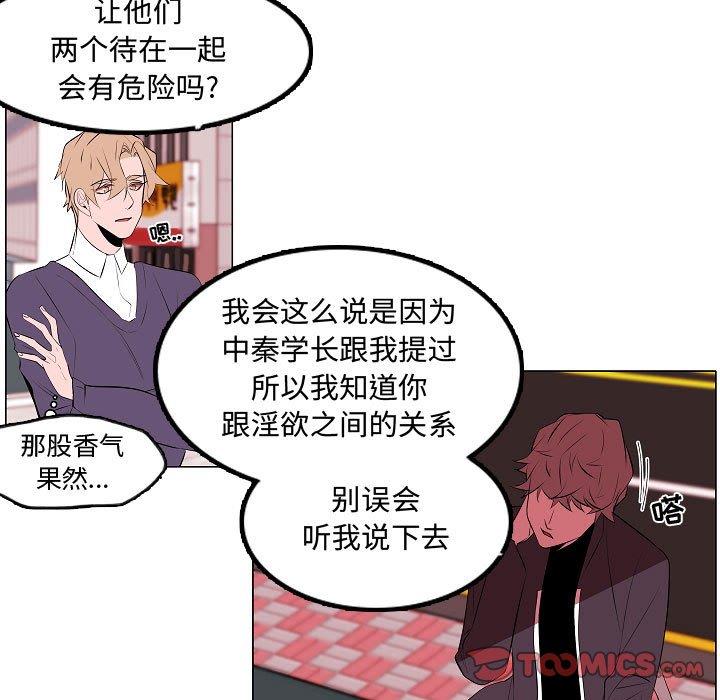 让他们
两个待在一起
会有危险吗?
嗯..
我会这么说是因为
中秦学长跟我提过
所以我知道你
跟淫欲之间的关系
那股香气
果然...
别误会
听我说下去
嗒
TOOMICS.COM